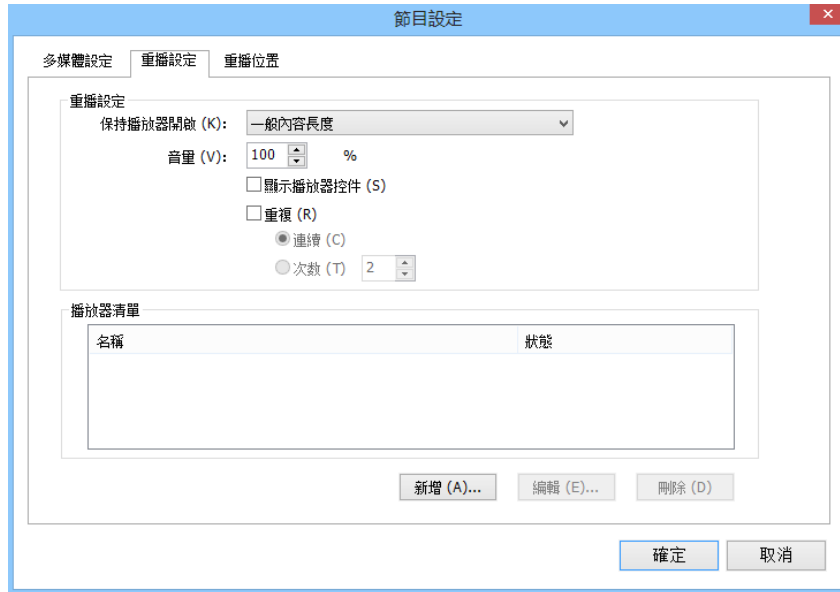 節目設定
多媒體設定 重播設定 重播位置
重播設定
保持播放器開啟 (K): 一般內容長度
音量 (V): 100 %
顯示播放器控件 (S)
重複 (R)
連續 (C)
次数 (T) 2
播放器清單
名稱 狀態
新增 (A)... 編輯 (E)... 刪除 (D)
確定 取消